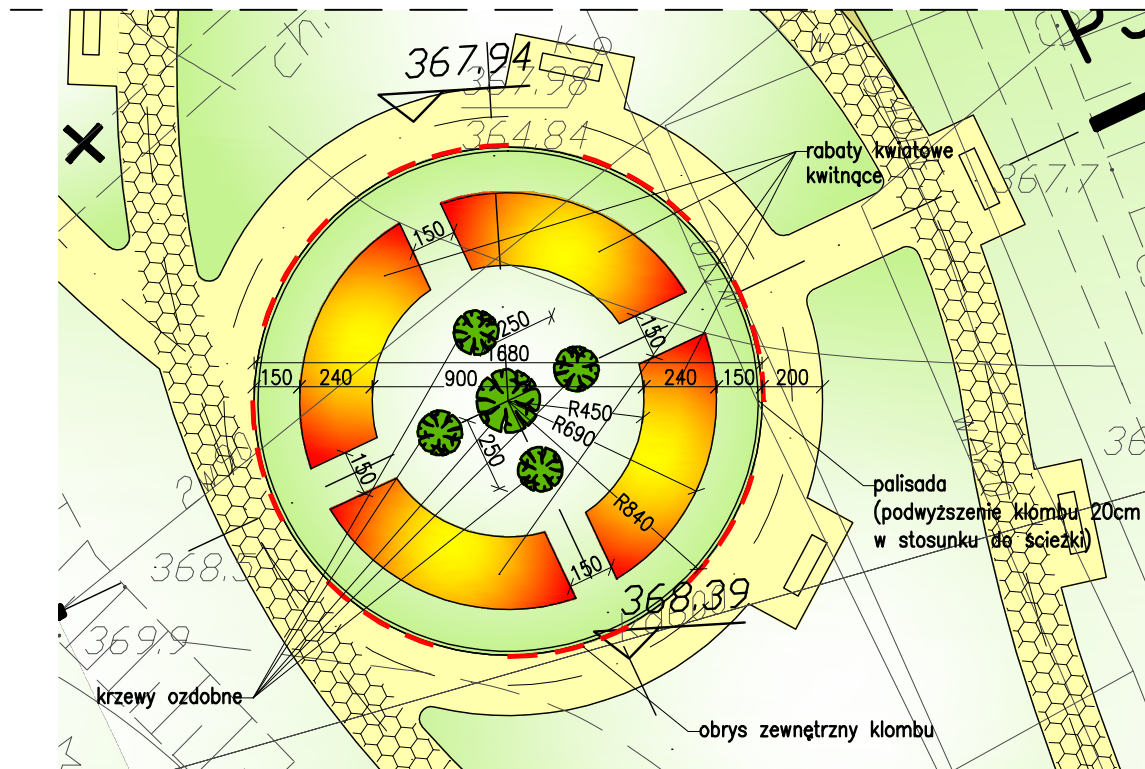 367,94
367,98
364,84
rabaty kwiatowe
kwitnące
367.7
150
150
250
1680
150
240
900
240
150
200
R450
R690
250
R840
150
150
palisada
(podwyższenie klombu 20cm
w stosunku do ścieżki)
368,39
369,9
krzewy ozdobne
obrys zewnętrzny klombu